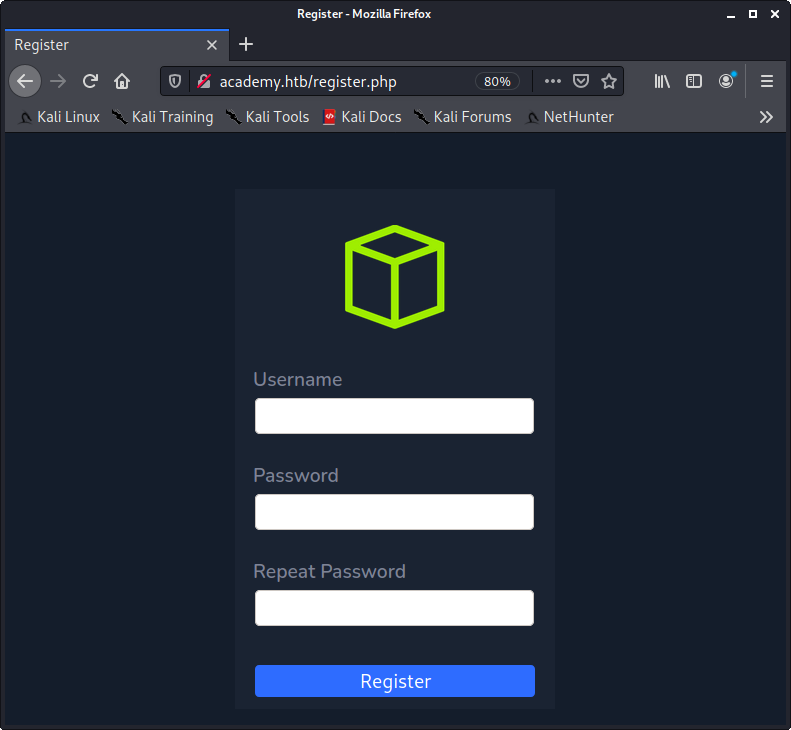 Register - Mozilla Firefox
Register
academy.htb/register.php 80%
Kali Linux Kali Training Kali Tools Kali Docs Kali Forums NetHunter
Username
Password
Repeat Password
Register